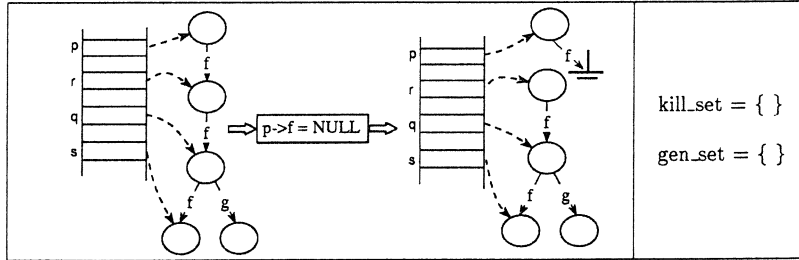 p
r
q
s
f
f
f
g
p->f = NULL
p
r
q
s
f
f
f
g
kill_set = { }
gen_set = { }